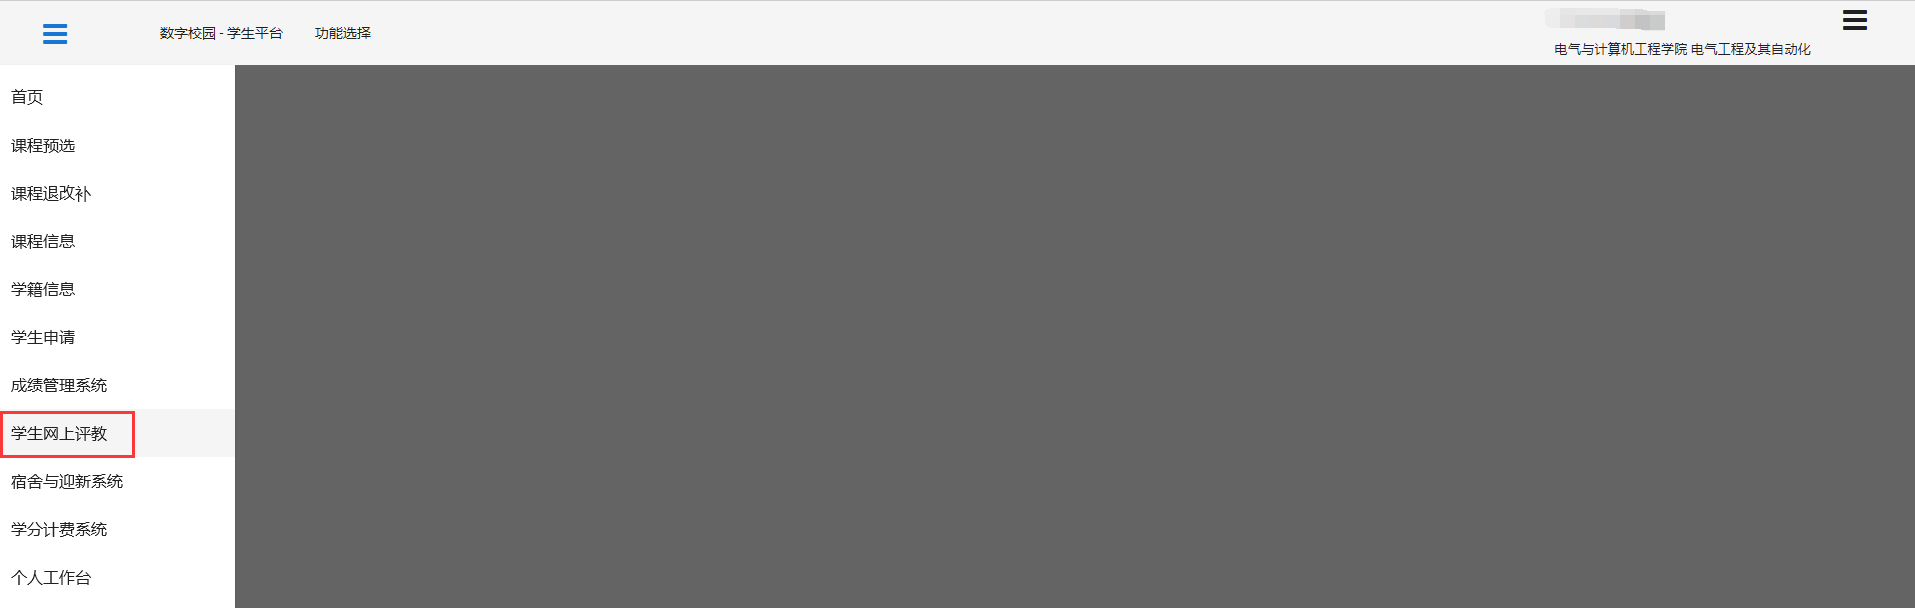 数字校园 - 学生平台 功能选择
电气与计算机工程学院 电气工程及其自动化
首页
课程预选
课程退改补
课程信息
学籍信息
学生申请
成绩管理系统
学生网上评教
宿舍与迎新系统
学分计费系统
个人工作台